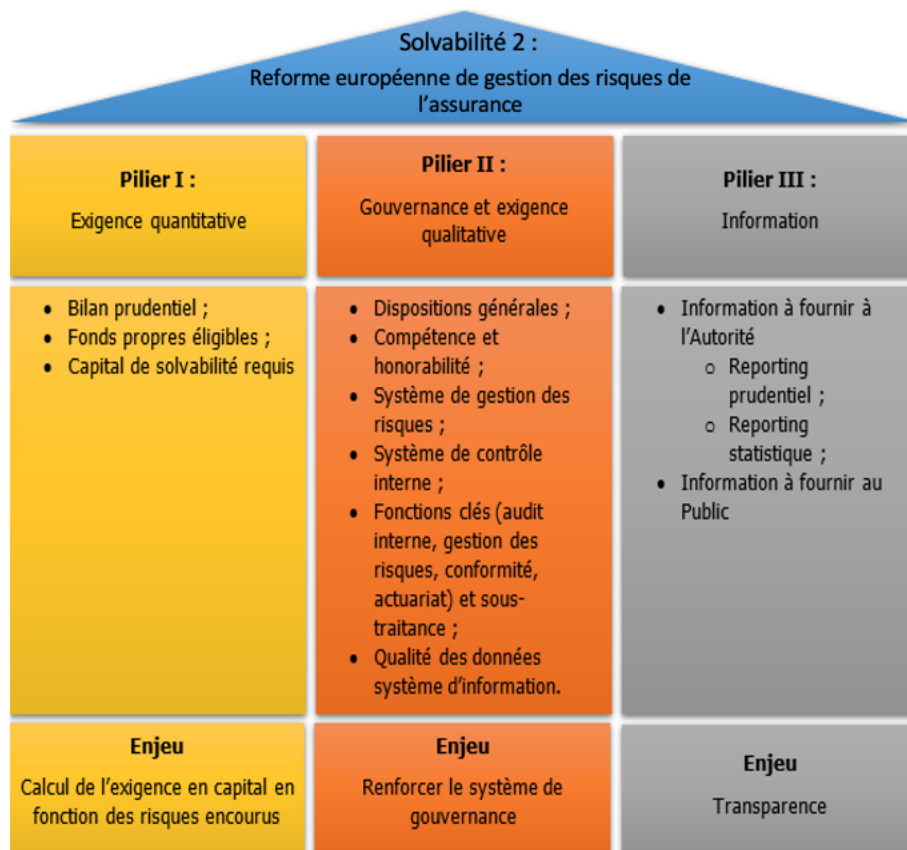 Solvabilité 2 :
Reforme européenne de gestion des risques de
l’assurance
Pilier I :
Exigence quantitative
Pilier II :
Gouvernance et exigence
qualitative
Pilier III :
Information
• Bilan prudentiel ;
• Fonds propres éligibles ;
• Capital de solvabilité requis
• Dispositions générales ;
• Compétence et
honorabilité ;
• Système de gestion des
risques ;
• Système de contrôle
interne ;
• Fonctions clés (audit
interne, gestion des
risques, conformité,
actuariat) et sous-
traitance ;
• Qualité des données
système d’information.
• Information à fournir à
l’Autorité
o Reporting
prudentiel ;
o Reporting
statistique ;
• Information à fournir au
Public
Enjeu
Calcul de l’exigence en capital en
fonction des risques encourus
Enjeu
Renforcer le système de
gouvernance
Enjeu
Transparence